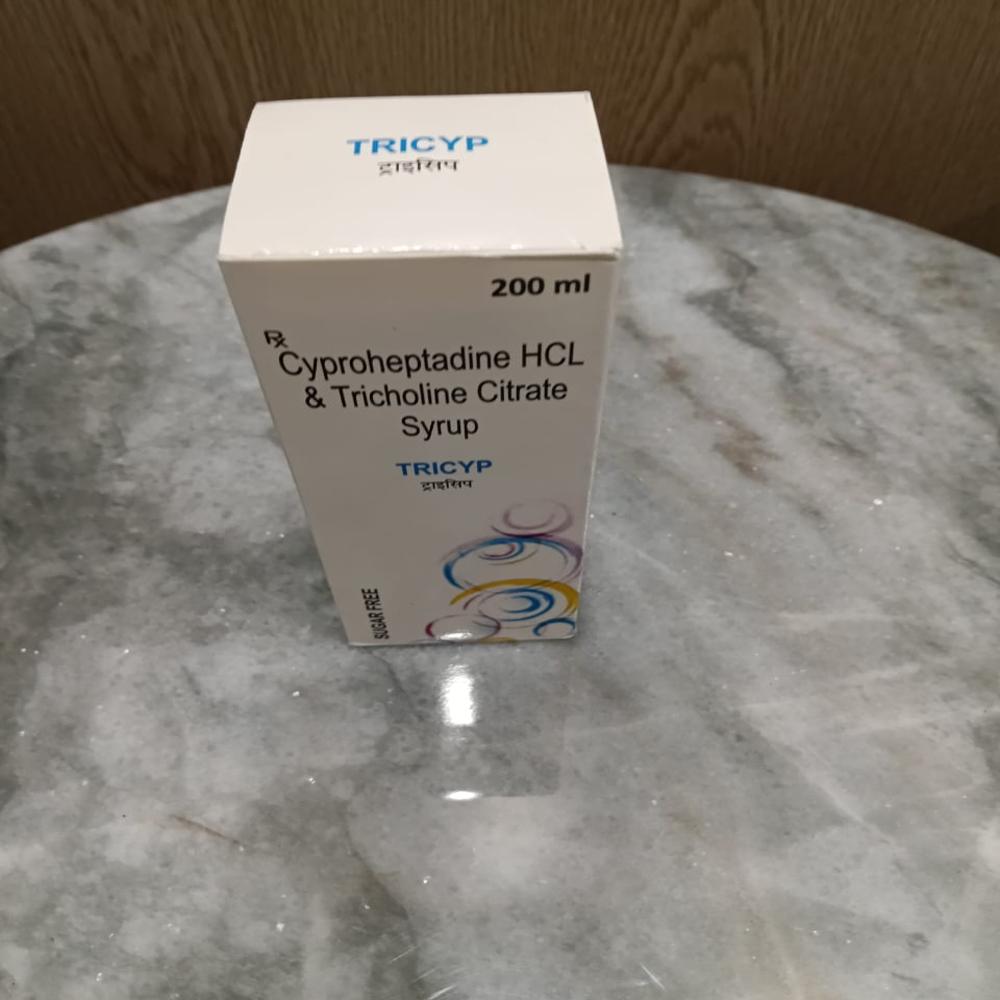 TRICYP
ट्राइसिप
200 ml
Rx
Cyproheptadine HCL
& Tricholine Citrate
Syrup
TRICYP
ट्राइसिप
SUGAR FREE